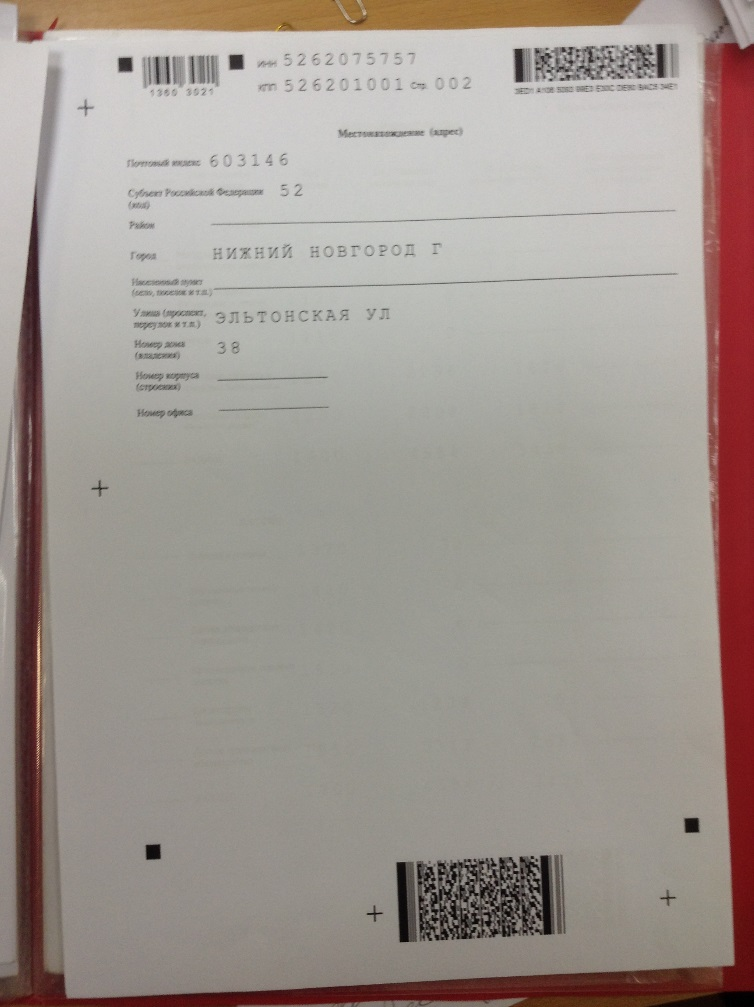 ИНН 5262075757
КПП 526201001 Стр. 002
1360 3021
Местонахождение (адрес)
Почтовый индекс 603146
Субъект Российской Федерации 52
(код)
Район
Город НИЖНИЙ НОВГОРОД Г
Населенный пункт
(село, поселок и т.п.)
Улица (проспект, ЭЛЬТОНСКАЯ УЛ
переулок и т.п.)
Номер дома 38
(владения)
Номер корпуса
(строения)
Номер офиса